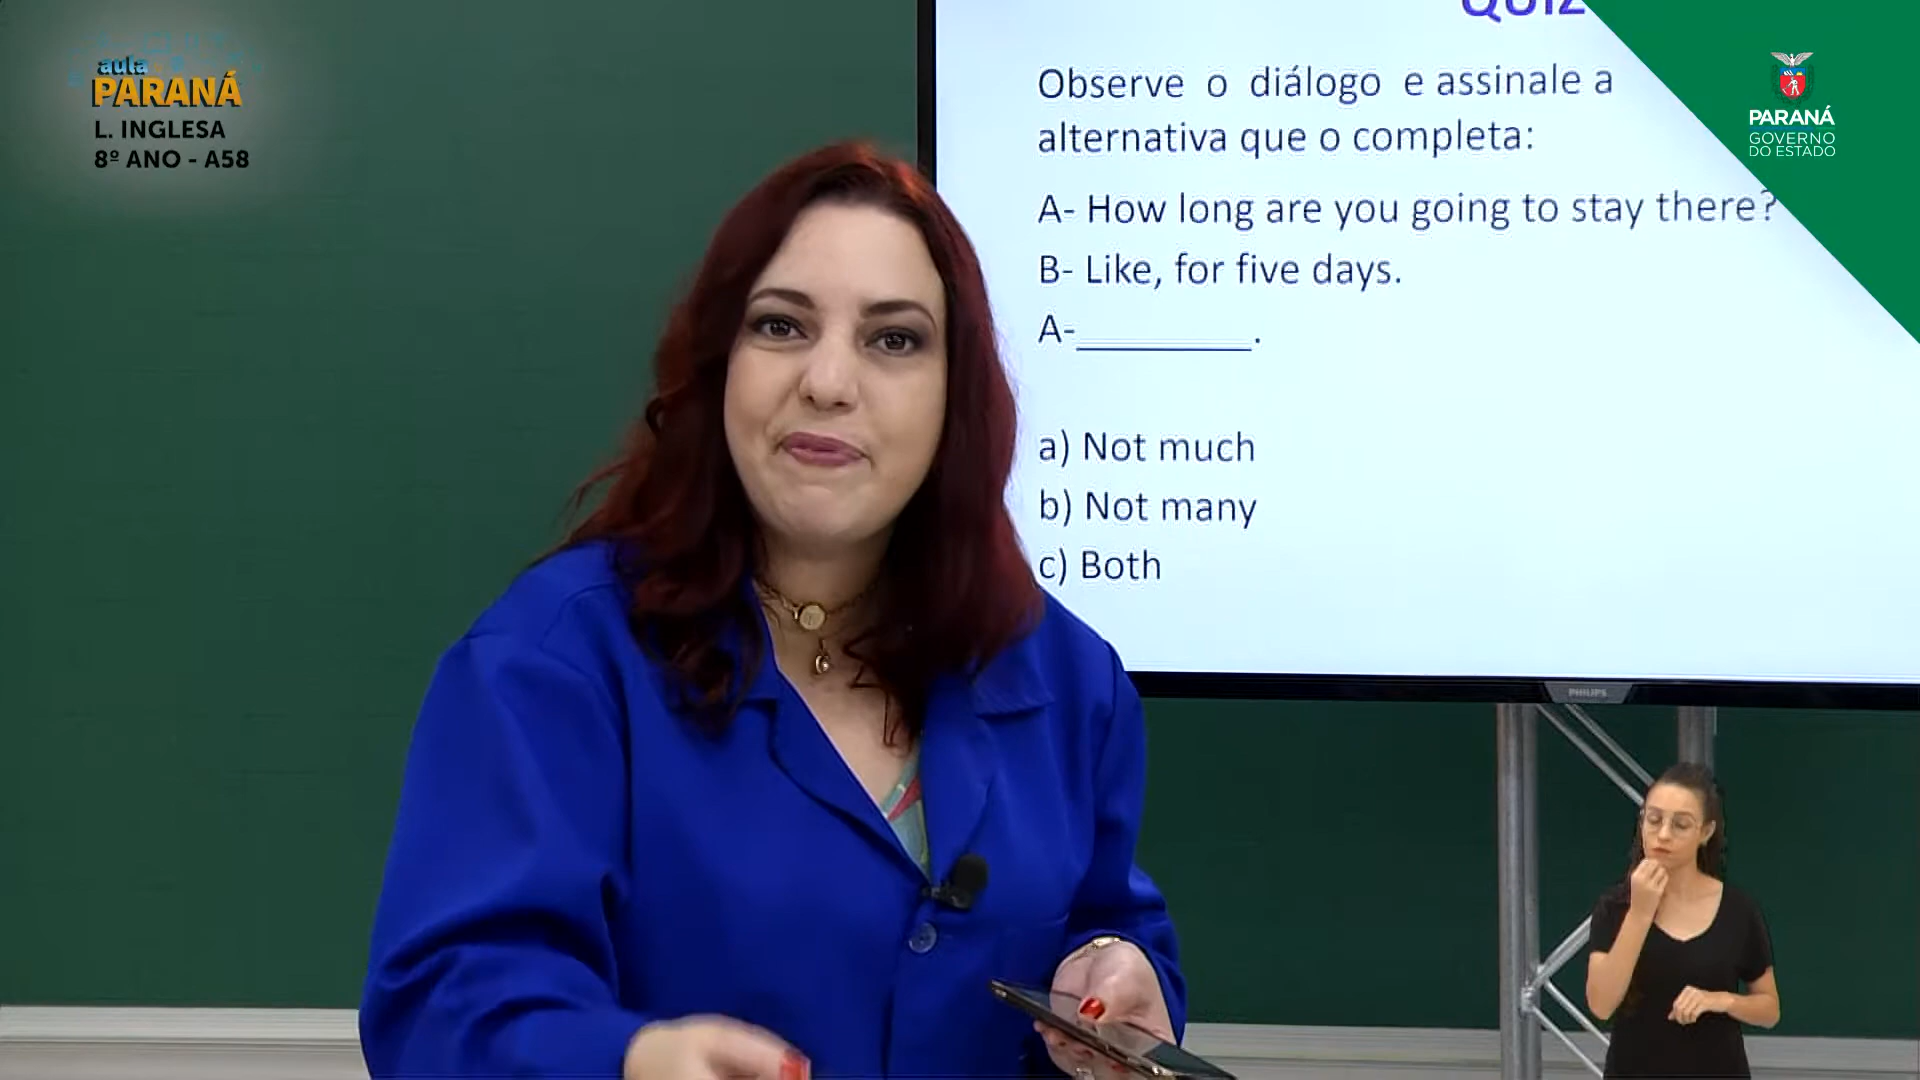 aula
PARANÁ
L. INGLESA
8º ANO - A58
QUIZ
Observe o diálogo e assinale a
alternativa que o completa:
A- How long are you going to stay there?
B- Like, for five days.
A-__________.
a) Not much
b) Not many
c) Both
PARANÁ
GOVERNO
DO ESTADO
PHILIPS